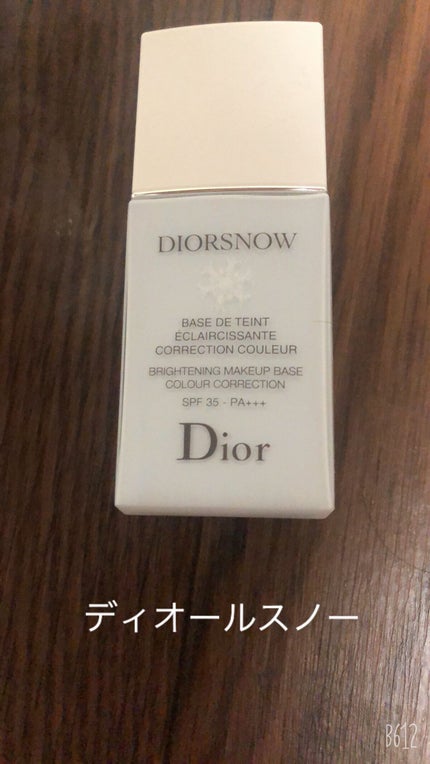 DIORSNOW
BASE DE TEINT
ÉCLAIRCISSANTE
CORRECTION COULEUR
BRIGHTENING MAKEUP BASE
COLOUR CORRECTION
SPF 35 - PA+++
Dior
ディオールスノー
B612